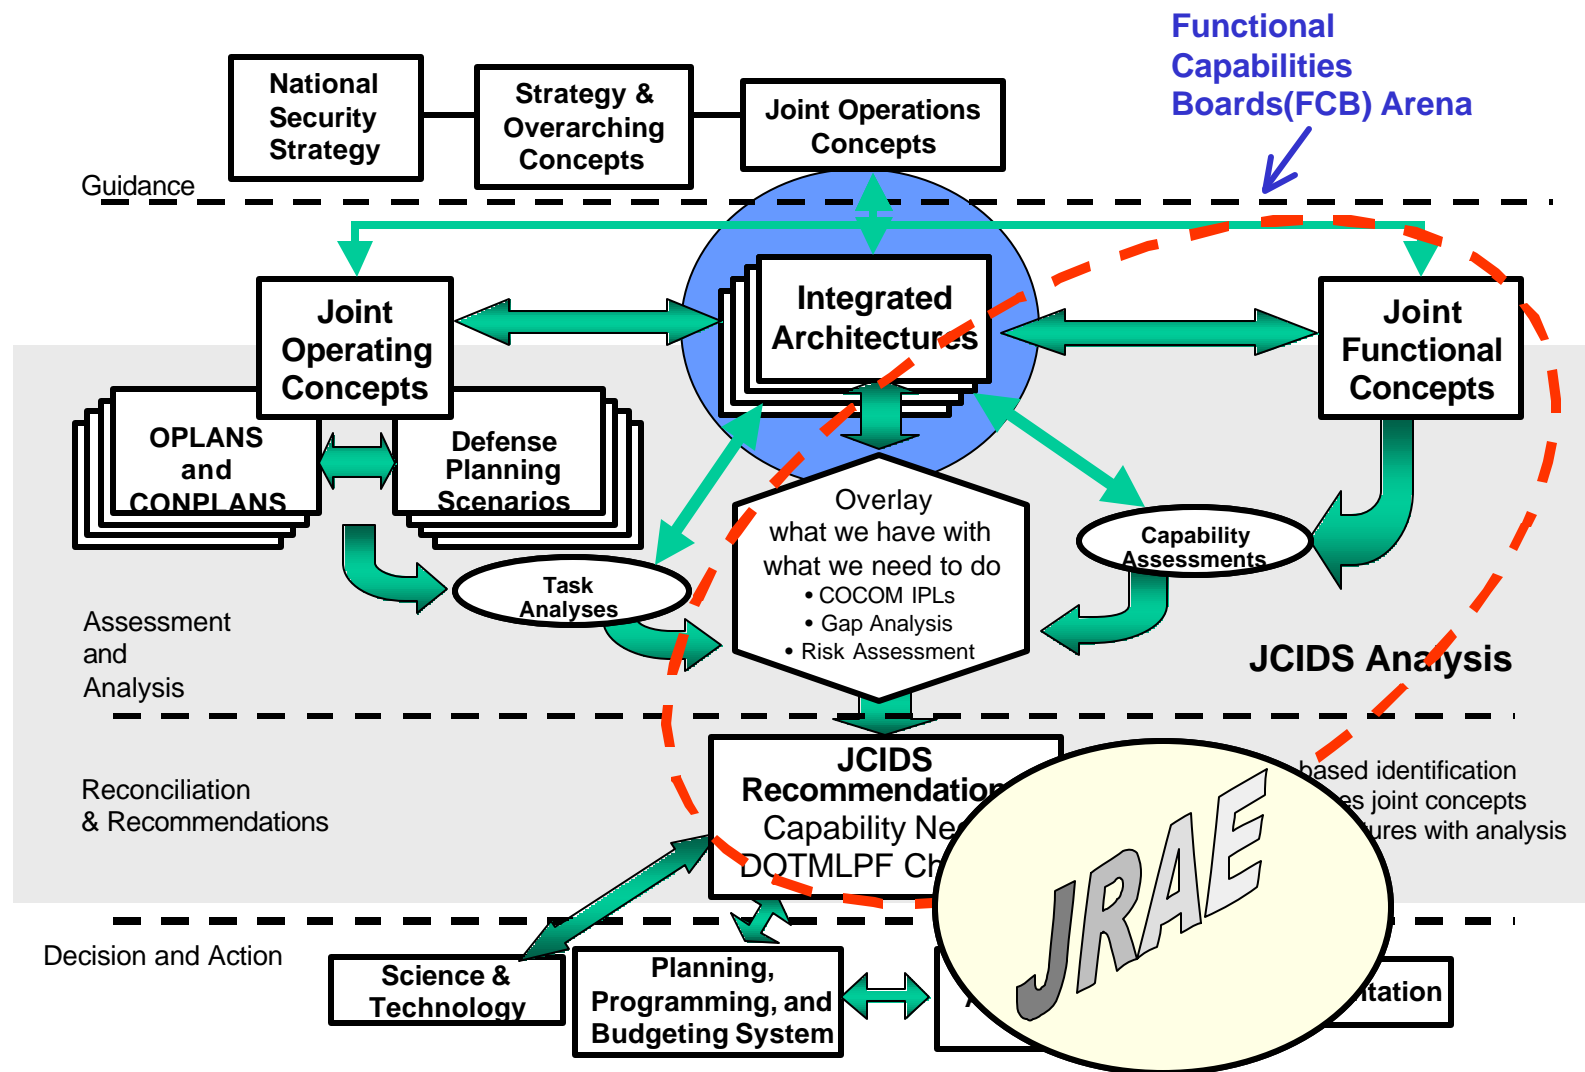 Functional
Capabilities
Boards(FCB) Arena
National
Security
Strategy
Strategy &
Overarching
Concepts
Joint Operations
Concepts
Guidance
Joint
Operating
Concepts
Integrated
Architectures
Joint
Functional
Concepts
OPLANS
and
CONPLANS
Defense
Planning
Scenarios
Overlay
what we have with
what we need to do
• COCOM IPLs
• Gap Analysis
• Risk Assessment
Capability
Assessments
Task
Analyses
Assessment
and
Analysis
JCIDS Analysis
Reconciliation
& Recommendations
JCIDS
Recommendation
Capability
DOTMLPF
based identification
joint concepts
with analysis
JRAE
Decision and Action
Science &
Technology
Planning,
Programming, and
Budgeting System